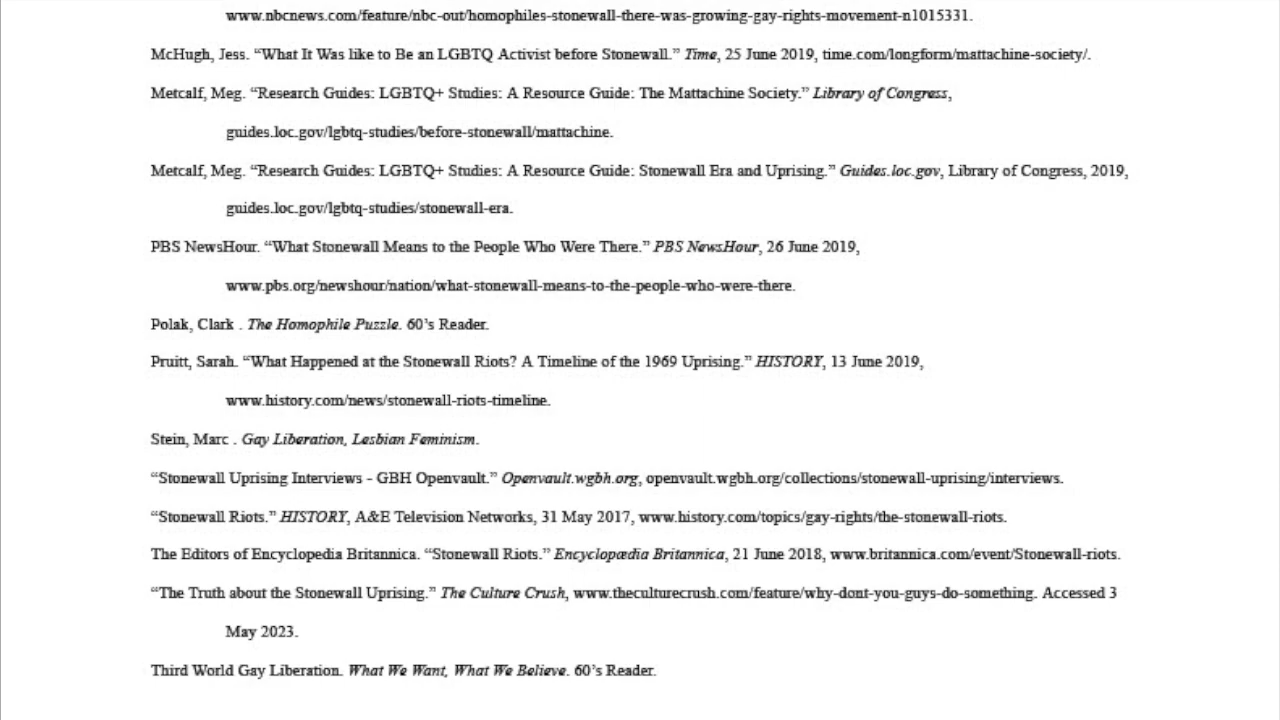 www.nbcnews.com/feature/nbc-out/homophiles-stonewall-there-was-growing-gay-rights-movement-n1015331.
McHugh, Jess. “What It Was like to Be an LGBTQ Activist before Stonewall.” Time, 25 June 2019, time.com/longform/mattachine-society/.
Metcalf, Meg. “Research Guides: LGBTQ+ Studies: A Resource Guide: The Mattachine Society.” Library of Congress,
guides.loc.gov/lgbtq-studies/before-stonewall/mattachine.
Metcalf, Meg. “Research Guides: LGBTQ+ Studies: A Resource Guide: Stonewall Era and Uprising.” Guides.loc.gov, Library of Congress, 2019,
guides.loc.gov/lgbtq-studies/stonewall-era.
PBS NewsHour. “What Stonewall Means to the People Who Were There.” PBS NewsHour, 26 June 2019,
www.pbs.org/newshour/nation/what-stonewall-means-to-the-people-who-were-there.
Polak, Clark . The Homophile Puzzle. 60’s Reader.
Pruitt, Sarah. “What Happened at the Stonewall Riots? A Timeline of the 1969 Uprising.” HISTORY, 13 June 2019,
www.history.com/news/stonewall-riots-timeline.
Stein, Marc . Gay Liberation, Lesbian Feminism.
“Stonewall Uprising Interviews - GBH Openvault.” Openvault.wgbh.org, openvault.wgbh.org/collections/stonewall-uprising/interviews.
“Stonewall Riots.” HISTORY, A&E Television Networks, 31 May 2017, www.history.com/topics/gay-rights/the-stonewall-riots.
The Editors of Encyclopedia Britannica. “Stonewall Riots.” Encyclopædia Britannica, 21 June 2018, www.britannica.com/event/Stonewall-riots.
“The Truth about the Stonewall Uprising.” The Culture Crush, www.theculturecrush.com/feature/why-dont-you-guys-do-something. Accessed 3
May 2023.
Third World Gay Liberation. What We Want, What We Believe. 60’s Reader.